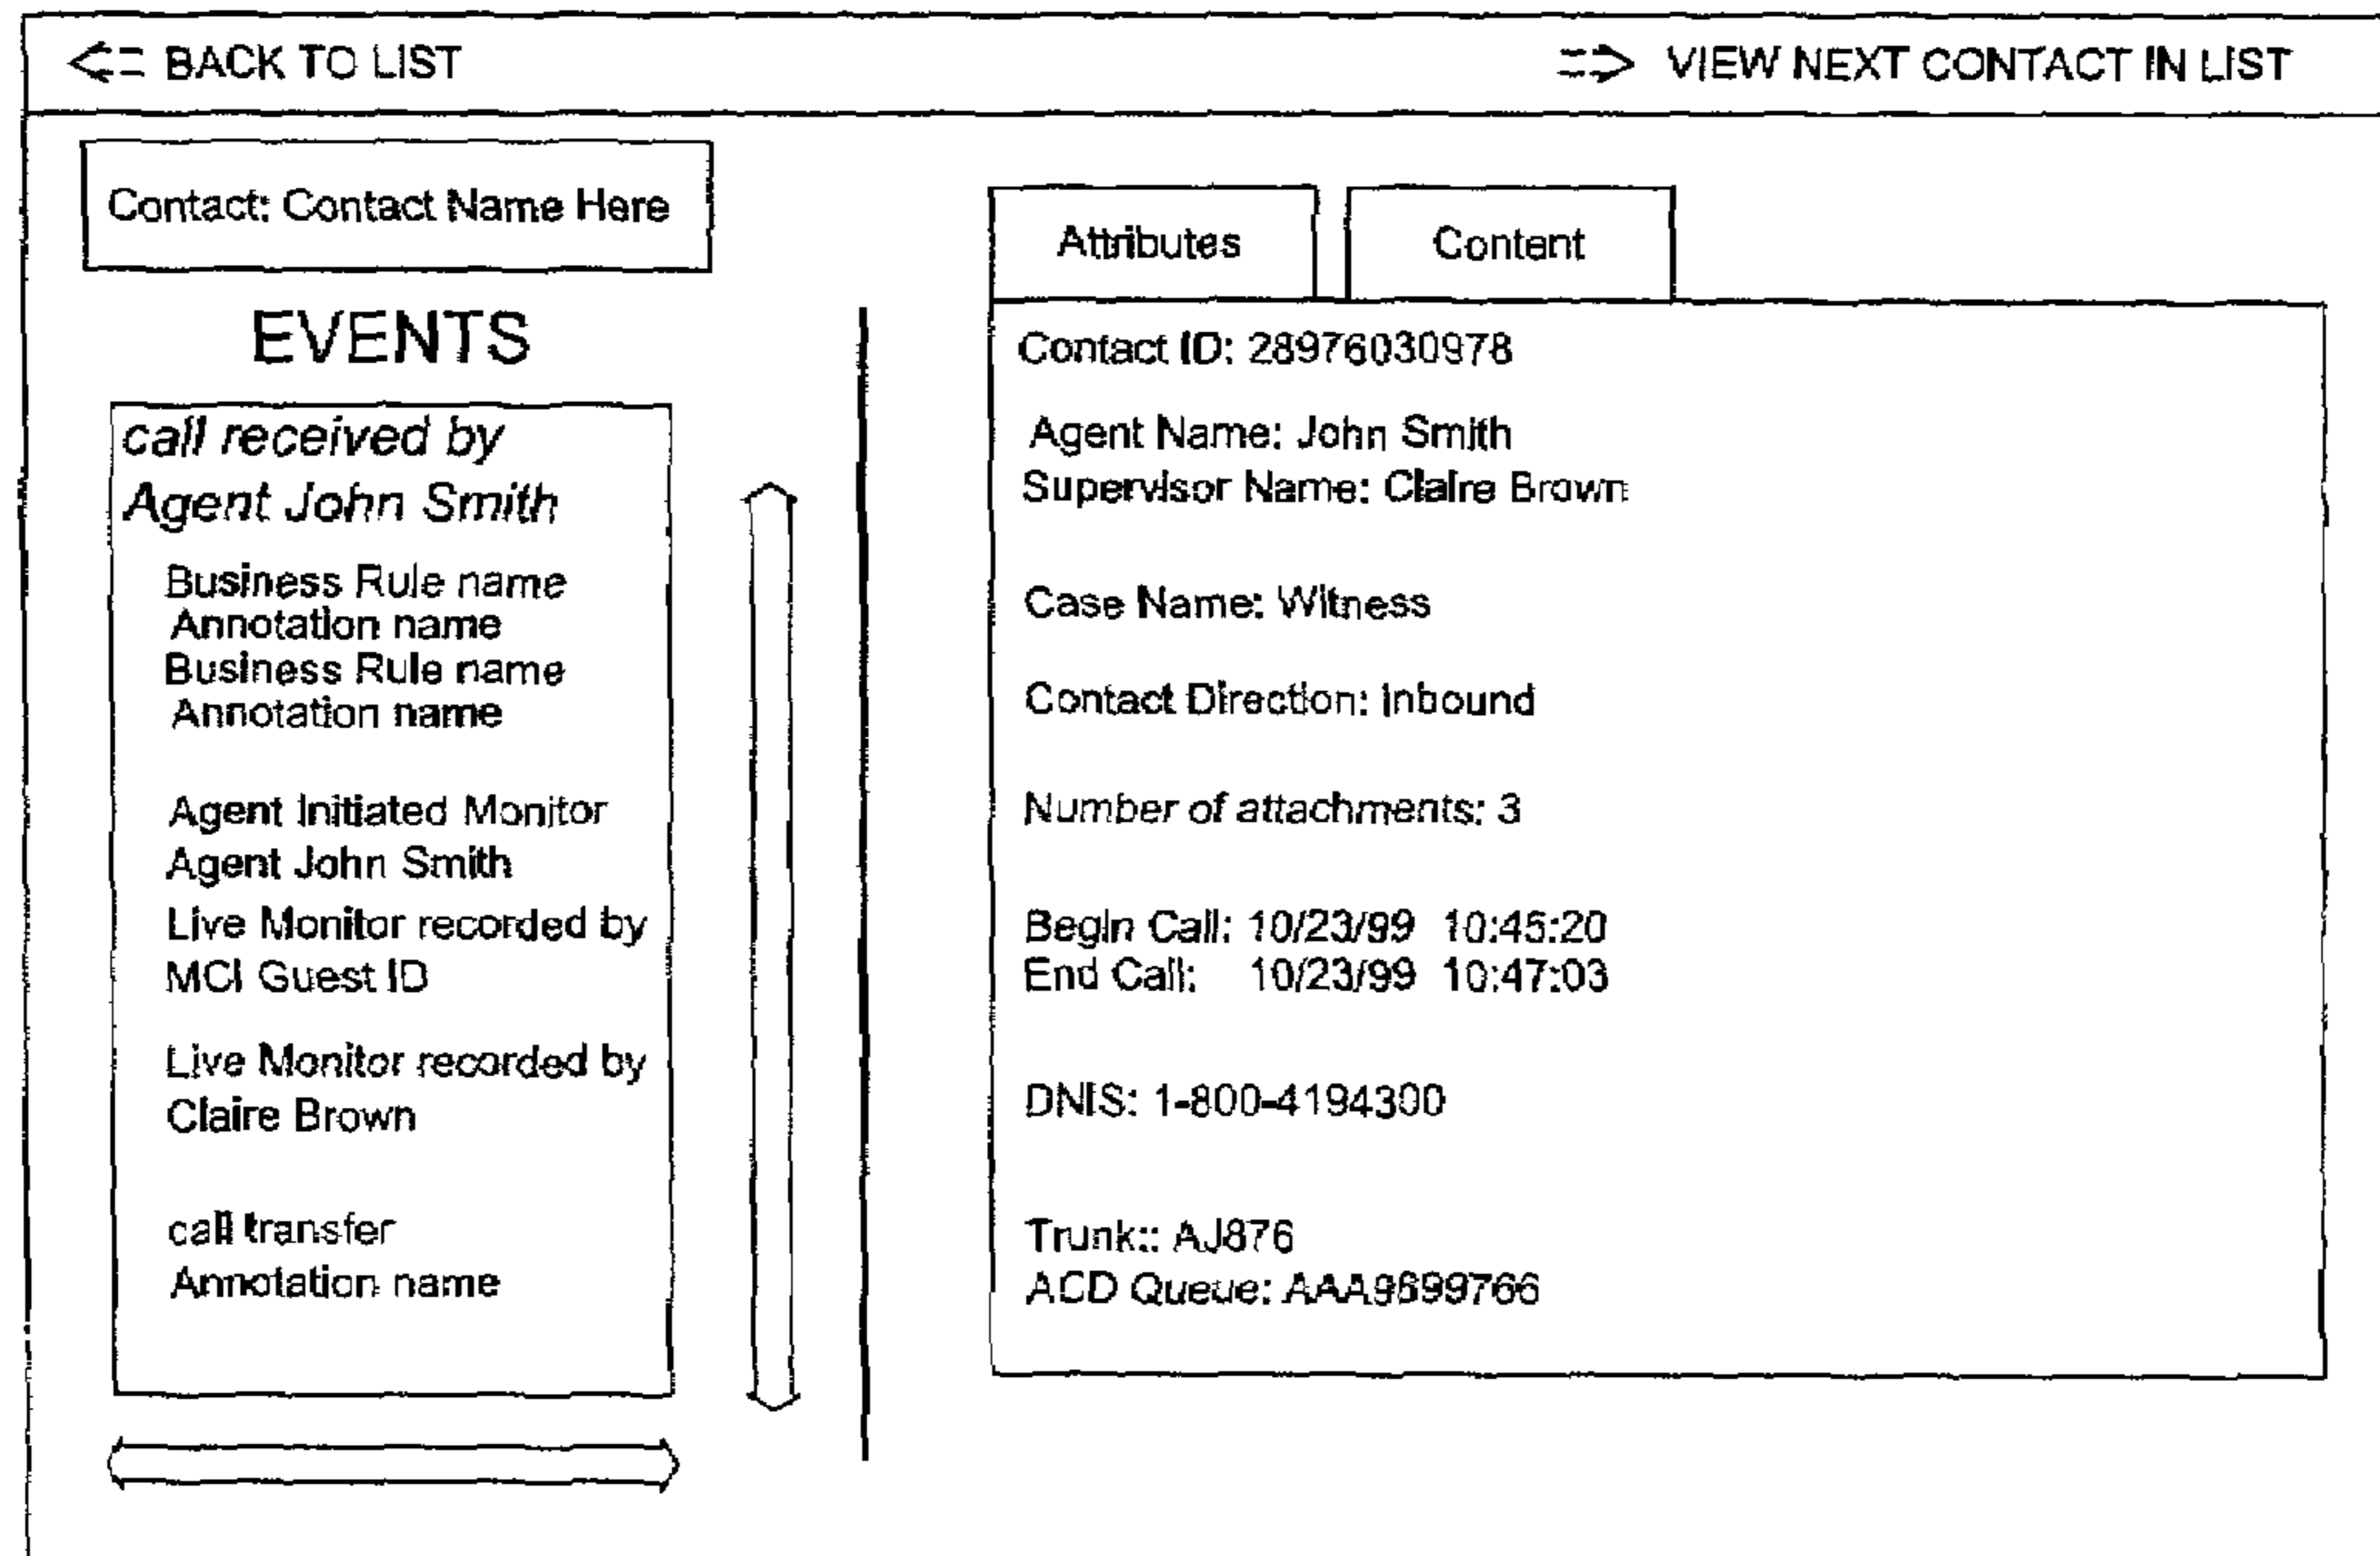 <== BACK TO LIST
==> VIEW NEXT CONTACT IN LIST
Contact: Contact Name Here
EVENTS
call received by
Agent John Smith
Business Rule name
Annotation name
Business Rule name
Annotation name
Agent Initiated Monitor
Agent John Smith
Live Monitor recorded by
MCI Guest ID
Live Monitor recorded by
Claire Brown
call transfer
Annotation name
Attributes
Content
Contact ID: 28976030978
Agent Name: John Smith
Supervisor Name: Claire Brown
Case Name: Witness
Contact Direction: Inbound
Number of attachments: 3
Begin Call: 10/23/99 10:45:20
End Call: 10/23/99 10:47:03
DNIS: 1-800-4194300
Trunk:: AJ876
ACD Queue: AAA9699766